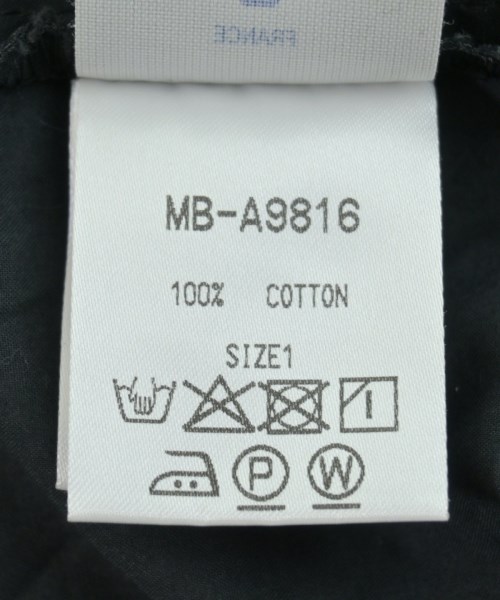 FRANCE
MB-A9816
100% COTTON
SIZE1
P W